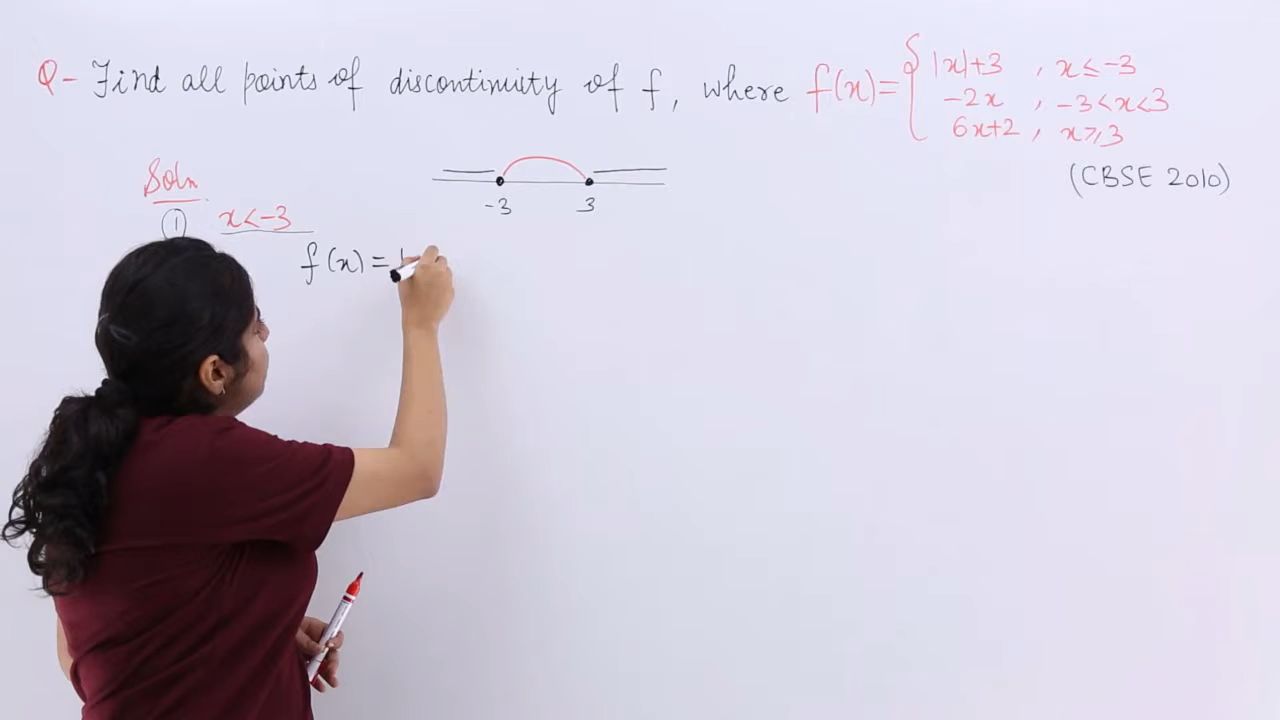 Q- Find all points of discontinuity of f, where f(x)= { |x|+3 , x≤-3
-2x , -3<x<3
6x+2 , x≥3
(CBSE 2010)
Soln
-3 3
① x<-3
f(x)= |